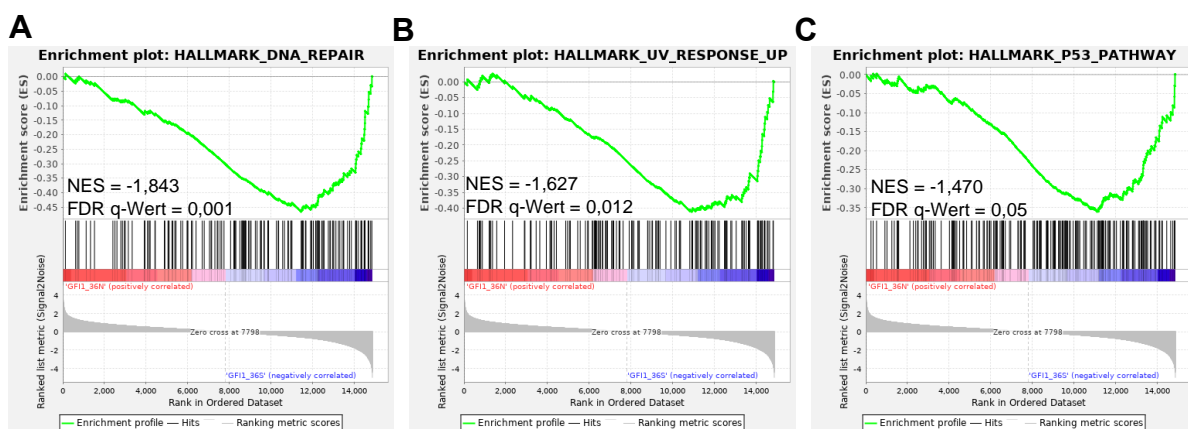 A
Enrichment plot: HALLMARK_DNA_REPAIR
Enrichment score (ES)
0.00
-0.05
-0.10
-0.15
-0.20
-0.25
-0.30
-0.35
-0.40
-0.45
NES = -1,843
FDR q-Wert = 0,001
'GFI1_36N' (positively correlated)
Ranked list metric (Signal2Noise)
4
2
0
-2
-4
Zero cross at 7798
'GFI1_36S' (negatively correlated)
0
2,000
4,000
6,000
8,000
10,000
12,000
14,000
Rank in Ordered Dataset
Enrichment profile
Hits
Ranking metric scores
B
Enrichment plot: HALLMARK_UV_RESPONSE_UP
Enrichment score (ES)
0.00
-0.05
-0.10
-0.15
-0.20
-0.25
-0.30
-0.35
-0.40
NES = -1,627
FDR q-Wert = 0,012
'GFI1_36N' (positively correlated)
Ranked list metric (Signal2Noise)
4
2
0
-2
-4
Zero cross at 7798
'GFI1_36S' (negatively correlated)
0
2,000
4,000
6,000
8,000
10,000
12,000
14,000
Rank in Ordered Dataset
Enrichment profile
Hits
Ranking metric scores
C
Enrichment plot: HALLMARK_P53_PATHWAY
Enrichment score (ES)
0.00
-0.05
-0.10
-0.15
-0.20
-0.25
-0.30
-0.35
NES = -1,470
FDR q-Wert = 0,05
'GFI1_36N' (positively correlated)
Ranked list metric (Signal2Noise)
4
2
0
-2
-4
Zero cross at 7798
'GFI1_36S' (negatively correlated)
0
2,000
4,000
6,000
8,000
10,000
12,000
14,000
Rank in Ordered Dataset
Enrichment profile
Hits
Ranking metric scores